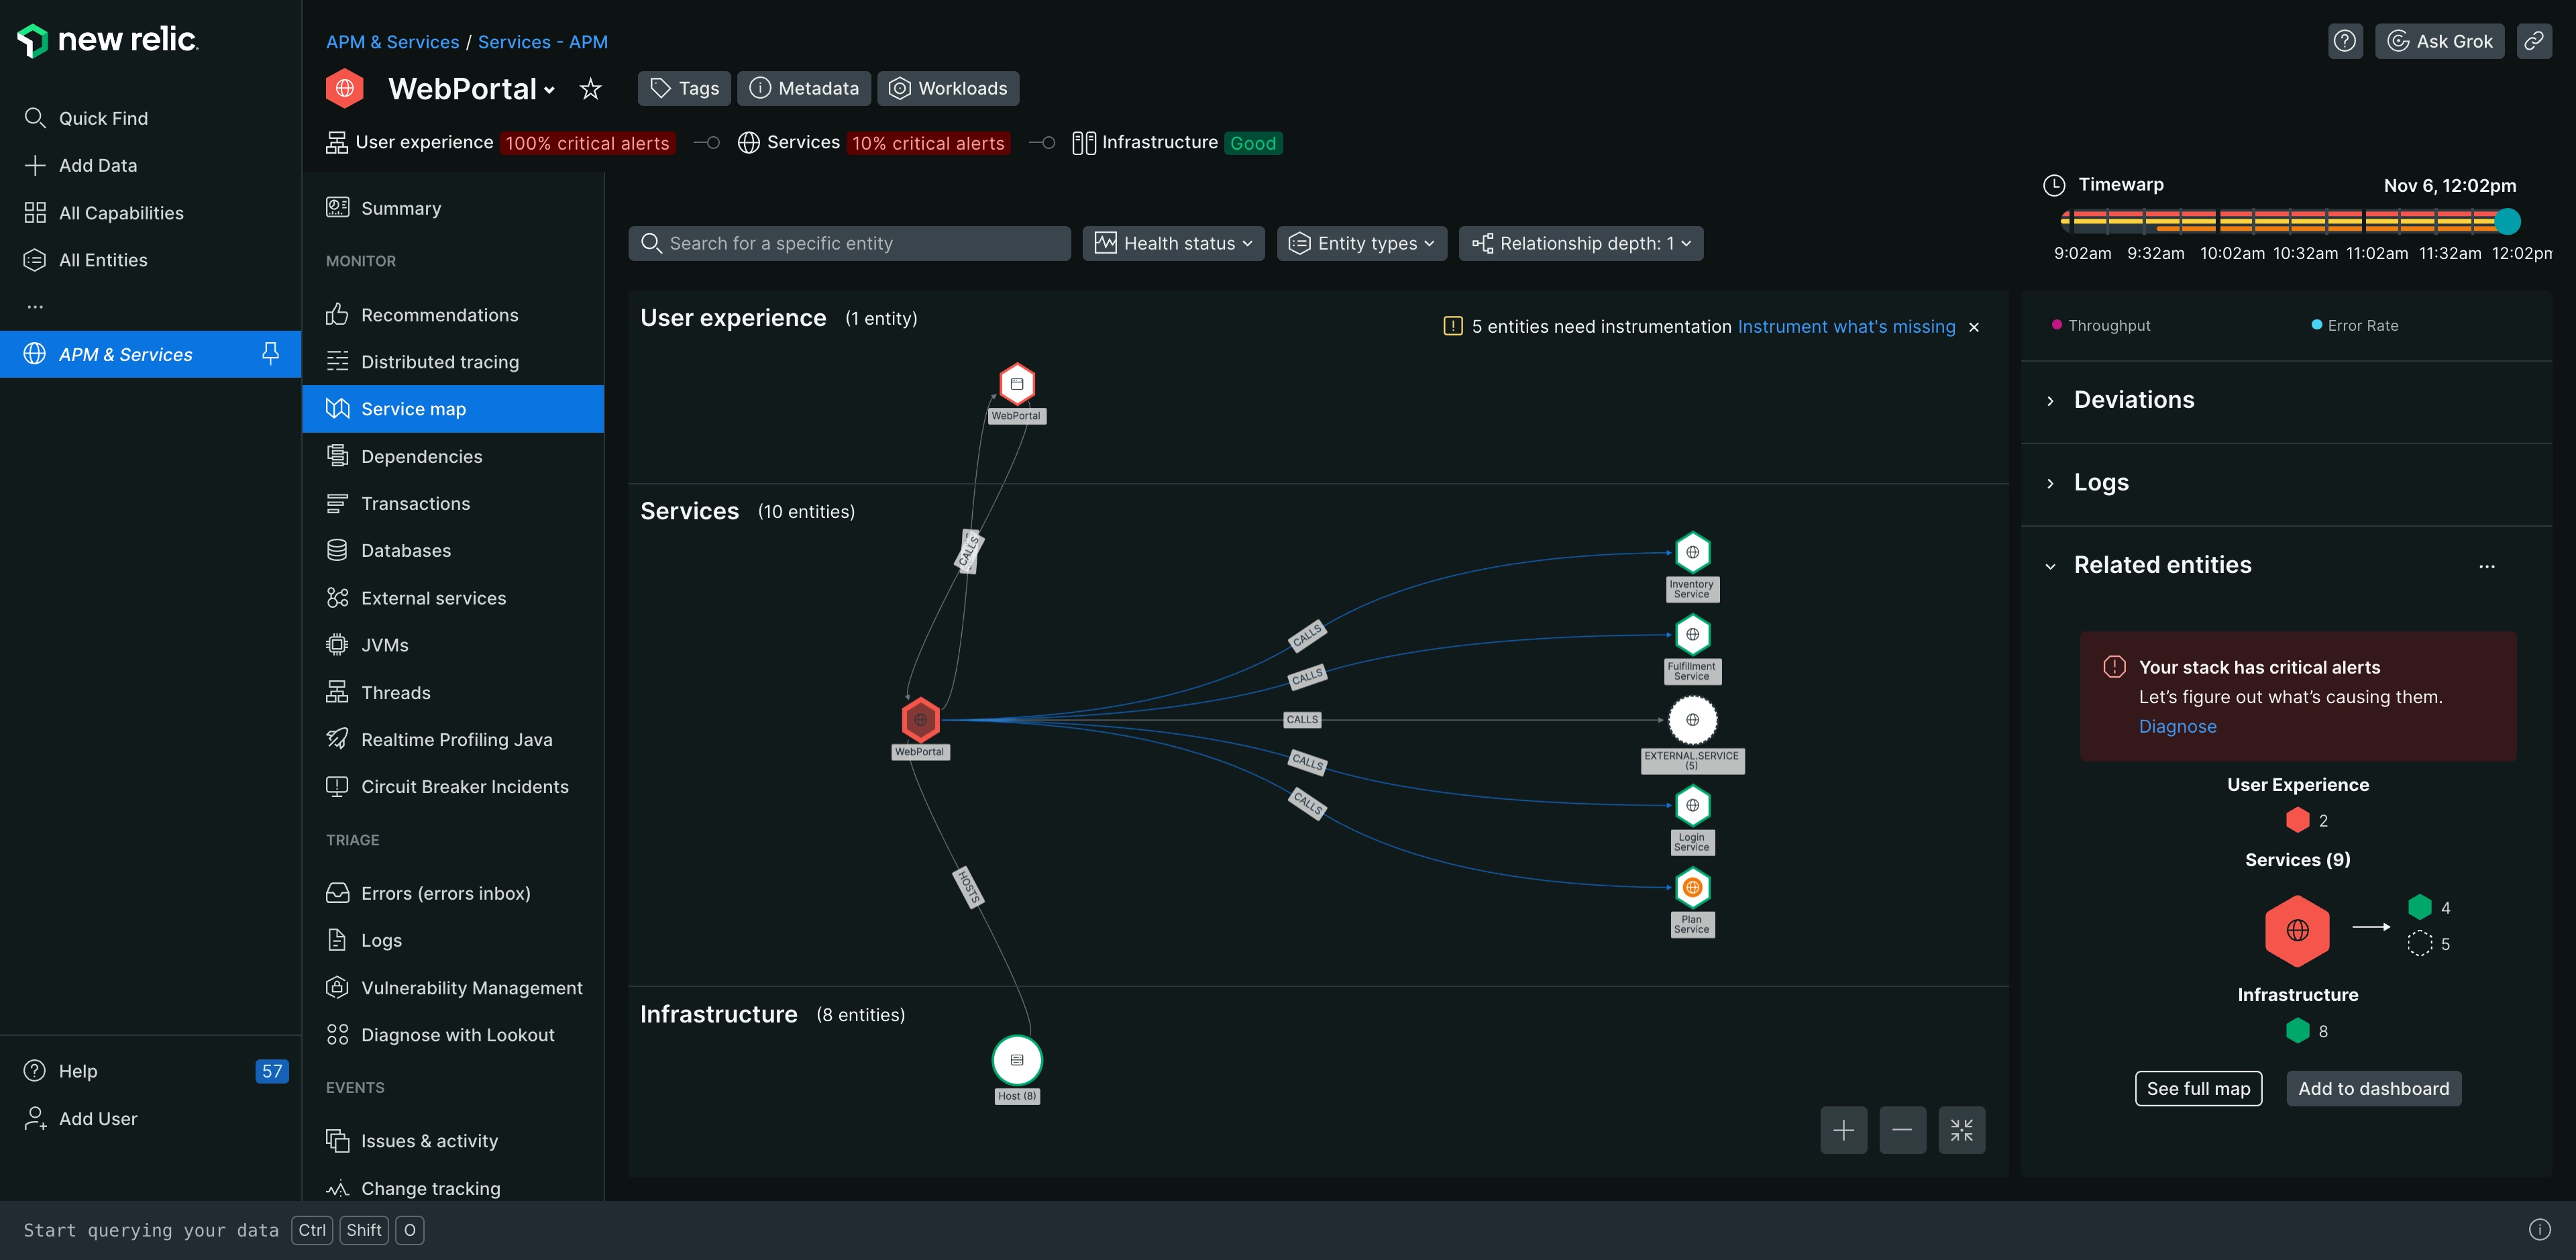 new relic.
Quick Find
Add Data
All Capabilities
All Entities
...
APM & Services
Help 57
Add User
APM & Services / Services - APM
Ask Grok
WebPortal
Tags
Metadata
Workloads
User experience 100% critical alerts
Services 10% critical alerts
Infrastructure Good
Summary
MONITOR
Recommendations
Distributed tracing
Service map
Dependencies
Transactions
Databases
External services
JVMs
Threads
Realtime Profiling Java
Circuit Breaker Incidents
TRIAGE
Errors (errors inbox)
Logs
Vulnerability Management
Diagnose with Lookout
EVENTS
Issues & activity
Change tracking
Search for a specific entity
Health status
Entity types
Relationship depth: 1
Timewarp
Nov 6, 12:02pm
9:02am 9:32am 10:02am 10:32am 11:02am 11:32am 12:02pm
User experience (1 entity)
5 entities need instrumentation Instrument what's missing
WebPortal
Services (10 entities)
CALLS
WebPortal
CALLS
CALLS
CALLS
CALLS
CALLS
Inventory
Service
Fulfillment
Service
EXTERNAL.SERVICE
(5)
Login
Service
Plan
Service
HOSTS
Infrastructure (8 entities)
Host (8)
Throughput
Error Rate
Deviations
Logs
Related entities
...
Your stack has critical alerts
Let's figure out what's causing them.
Diagnose
User Experience
2
Services (9)
4
5
Infrastructure
8
See full map
Add to dashboard
Start querying your data Ctrl Shift O